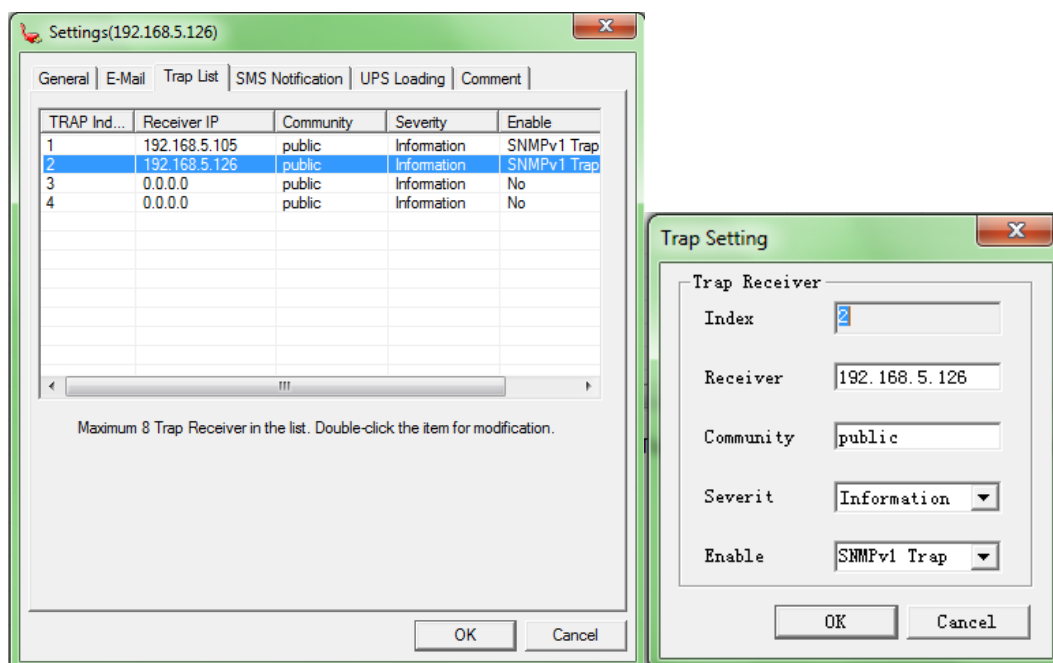 Settings(192.168.5.126)
General E-Mail Trap List SMS Notification UPS Loading Comment
TRAP Ind... Receiver IP Community Severity Enable
1 192.168.5.105 public Information SNMPv1 Trap
2 192.168.5.126 public Information SNMPv1 Trap
3 0.0.0.0 public Information No
4 0.0.0.0 public Information No
Maximum 8 Trap Receiver in the list. Double-click the item for modification.
OK Cancel
Trap Setting
Trap Receiver
Index 2
Receiver 192.168.5.126
Community public
Severit Information
Enable SNMPv1 Trap
OK Cancel